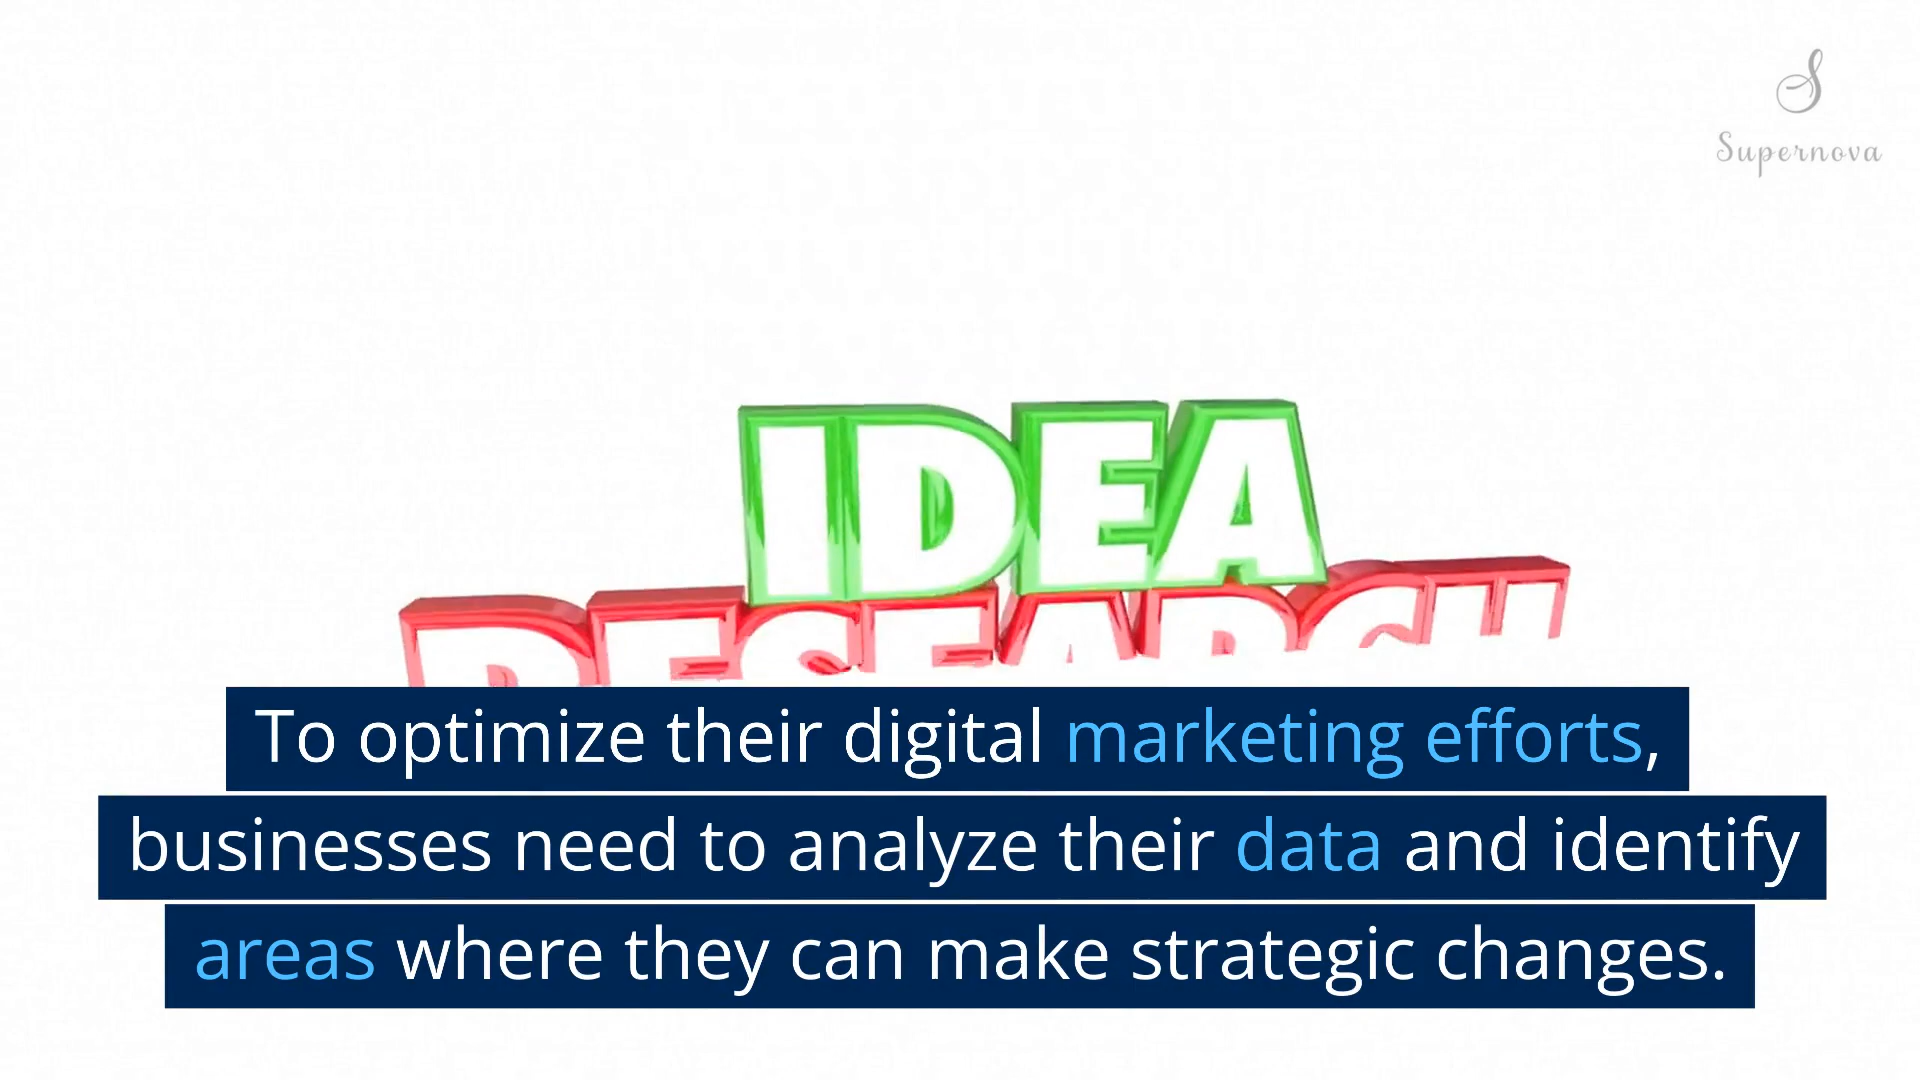 S
Supernova
IDEA
RESEARCH
To optimize their digital marketing efforts,
businesses need to analyze their data and identify
areas where they can make strategic changes.